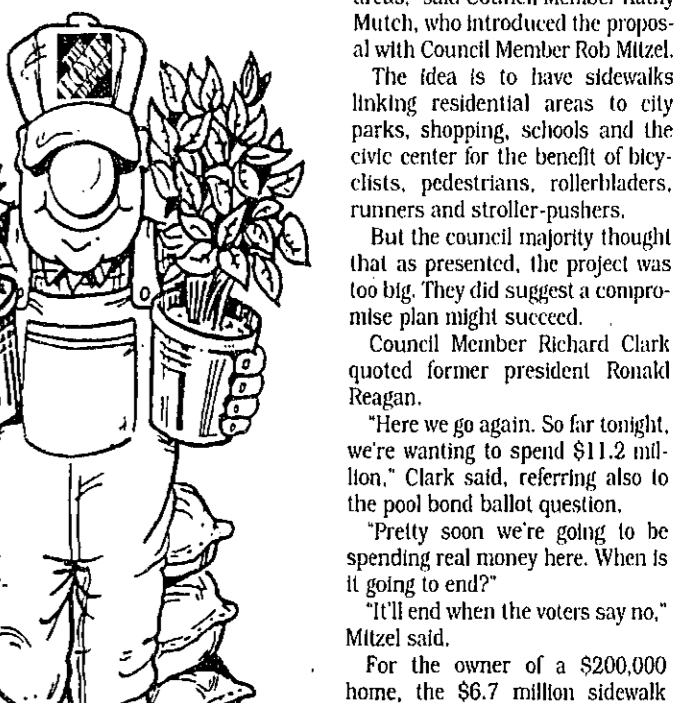 THE
HOME
DEPOT
areas," said Council Member Kathy
Mutch, who introduced the propos-
al with Council Member Rob Mitzel.
The idea is to have sidewalks
linking residential areas to city
parks, shopping, schools and the
civic center for the benefit of bicy-
clists, pedestrians, rollerbladers,
runners and stroller-pushers.
But the council majority thought
that as presented, the project was
too big. They did suggest a compro-
mise plan might succeed.
Council Member Richard Clark
quoted former president Ronald
Reagan.
"Here we go again. So far tonight,
we're wanting to spend $11.2 mil-
lion," Clark said, referring also to
the pool bond ballot question.
"Pretty soon we're going to be
spending real money here. When is
it going to end?"
"It'll end when the voters say no,"
Mitzel said.
For the owner of a $200,000
home, the $6.7 million sidewalk